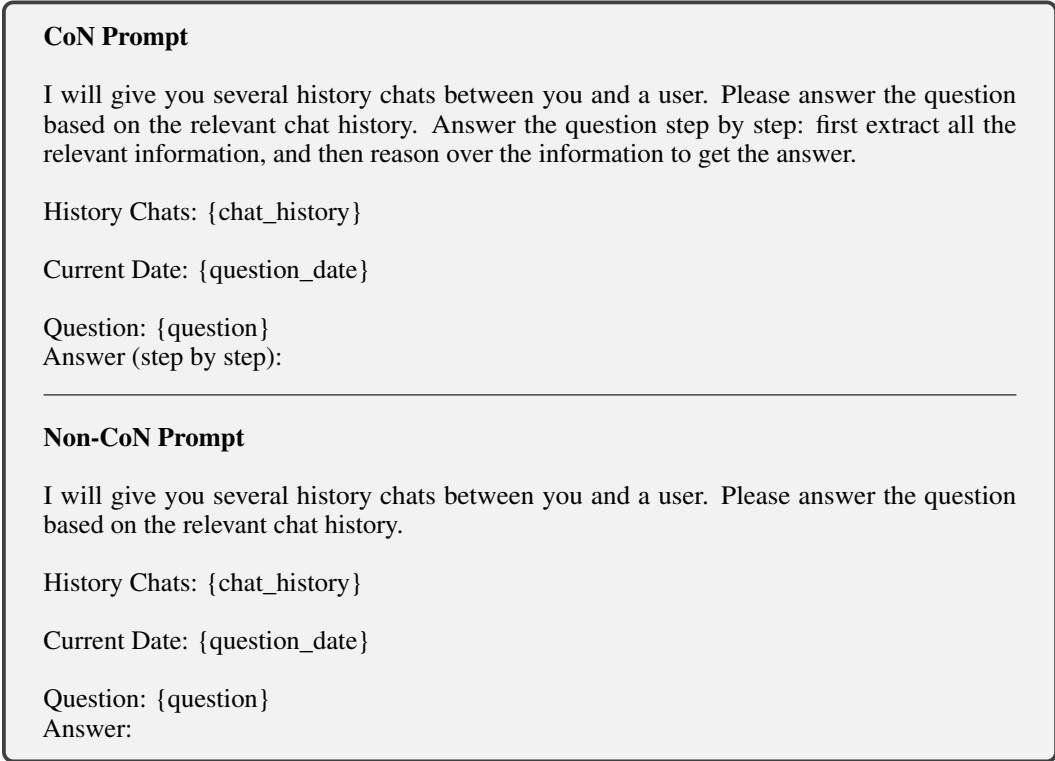 CoN Prompt
I will give you several history chats between you and a user. Please answer the question
based on the relevant chat history. Answer the question step by step: first extract all the
relevant information, and then reason over the information to get the answer.
History Chats: {chat_history}
Current Date: {question_date}
Question: {question}
Answer (step by step):
Non-CoN Prompt
I will give you several history chats between you and a user. Please answer the question
based on the relevant chat history.
History Chats: {chat_history}
Current Date: {question_date}
Question: {question}
Answer: